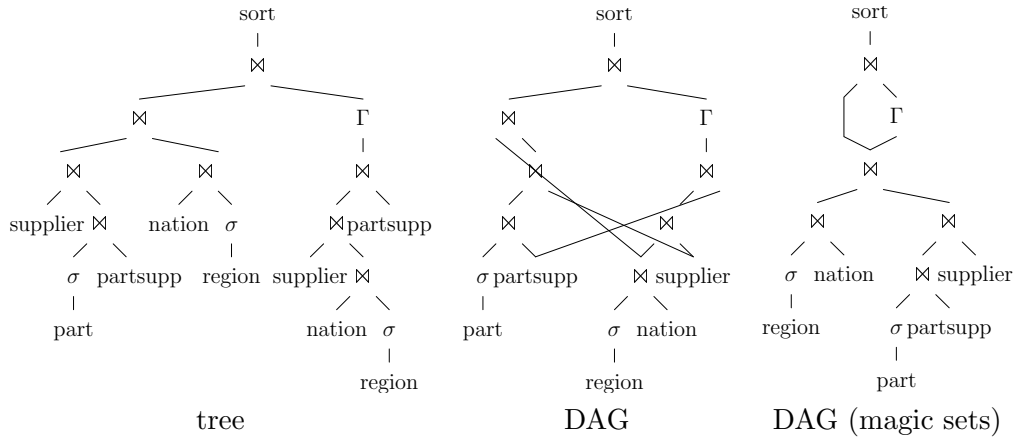 sort sort sort
⋈ ⋈ ⋈
⋈ Γ ⋈ Γ Γ
⋈ ⋈ ⋈ ⋈ ⋈ ⋈
supplier ⋈ nation σ ⋈ partsupp ⋈ ⋈ ⋈ ⋈
σ partsupp region supplier ⋈ σ partsupp ⋈ supplier σ nation ⋈ supplier
part nation σ part σ nation region σ partsupp
region region part
tree DAG DAG (magic sets)